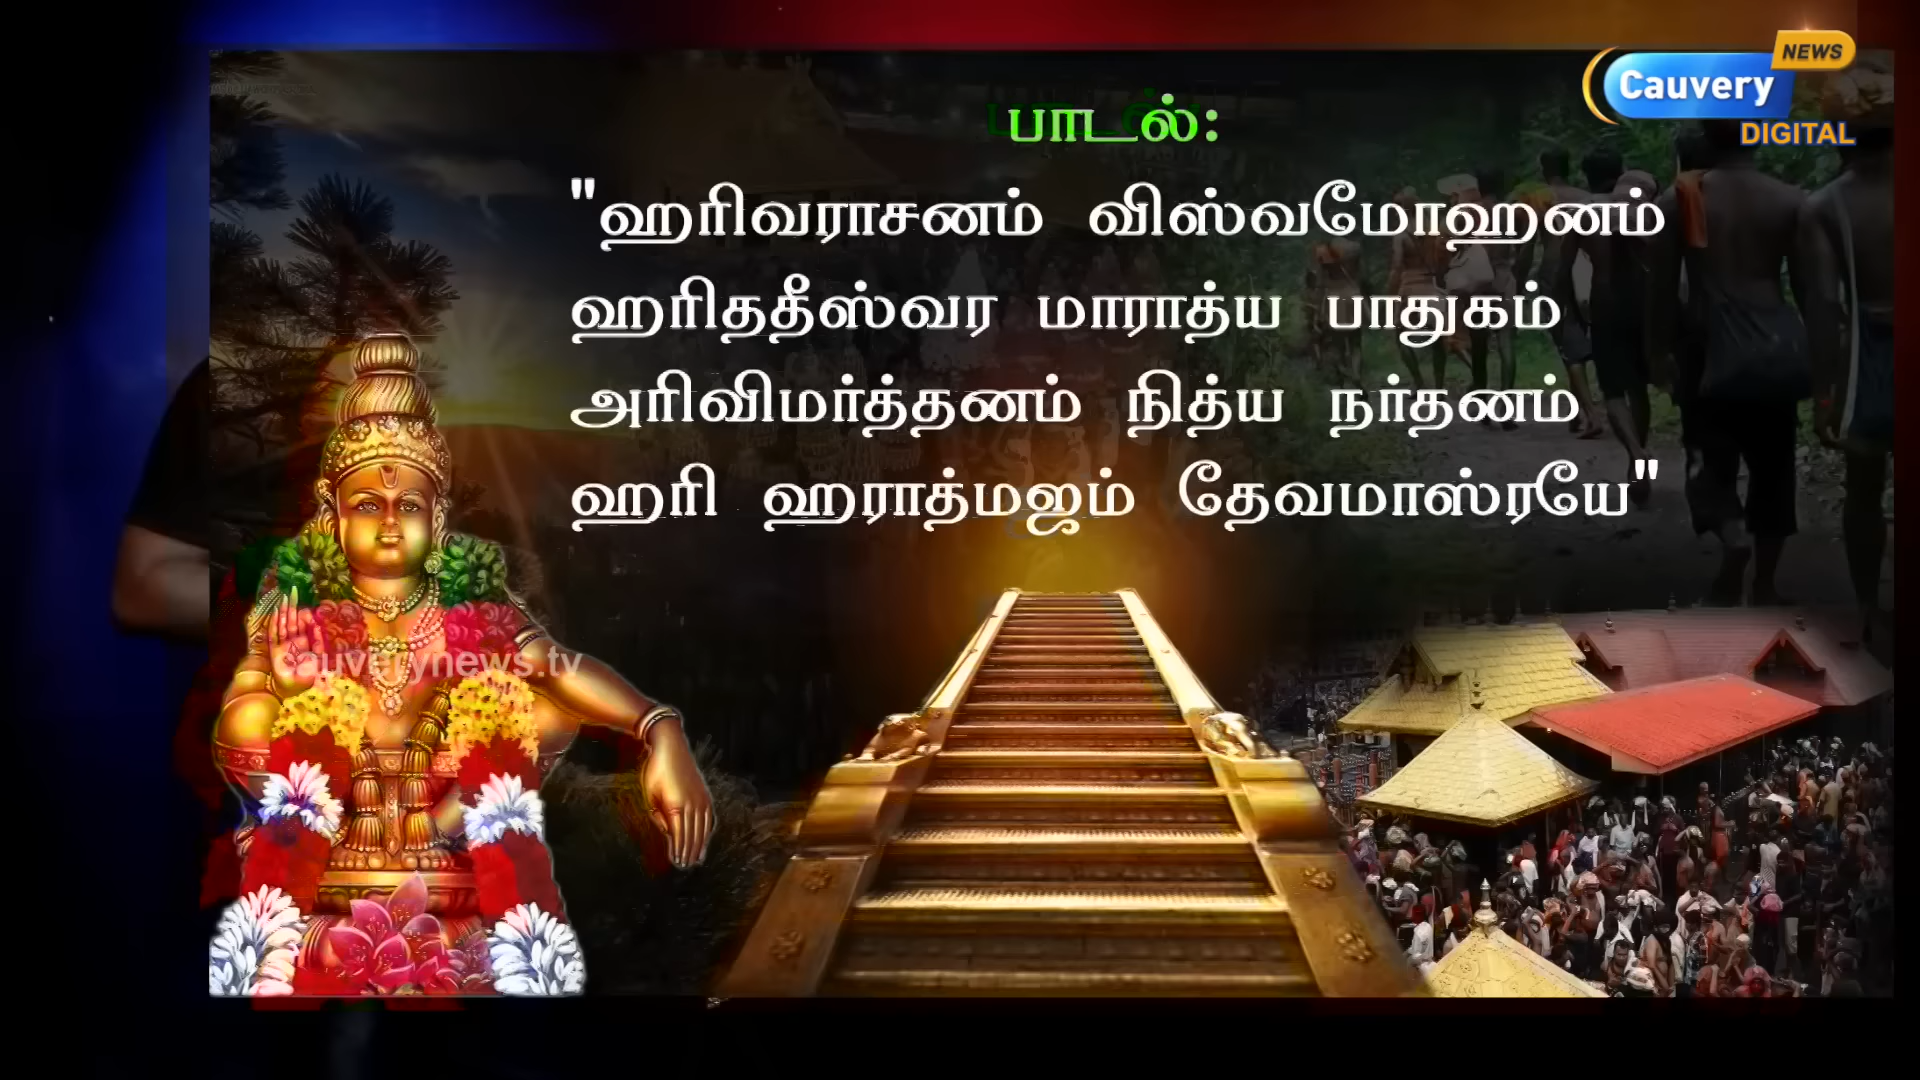 Cauvery NEWS
DIGITAL
பாடல்:
"ஹரிவராசனம் விஸ்வமோஹனம்
ஹரிததீஸ்வர மாராத்ய பாதுகம்
அரிவிமர்த்தனம் நித்ய நர்தனம்
ஹரி ஹராத்மஜம் தேவமாஸ்ரயே"
cauverynews.tv